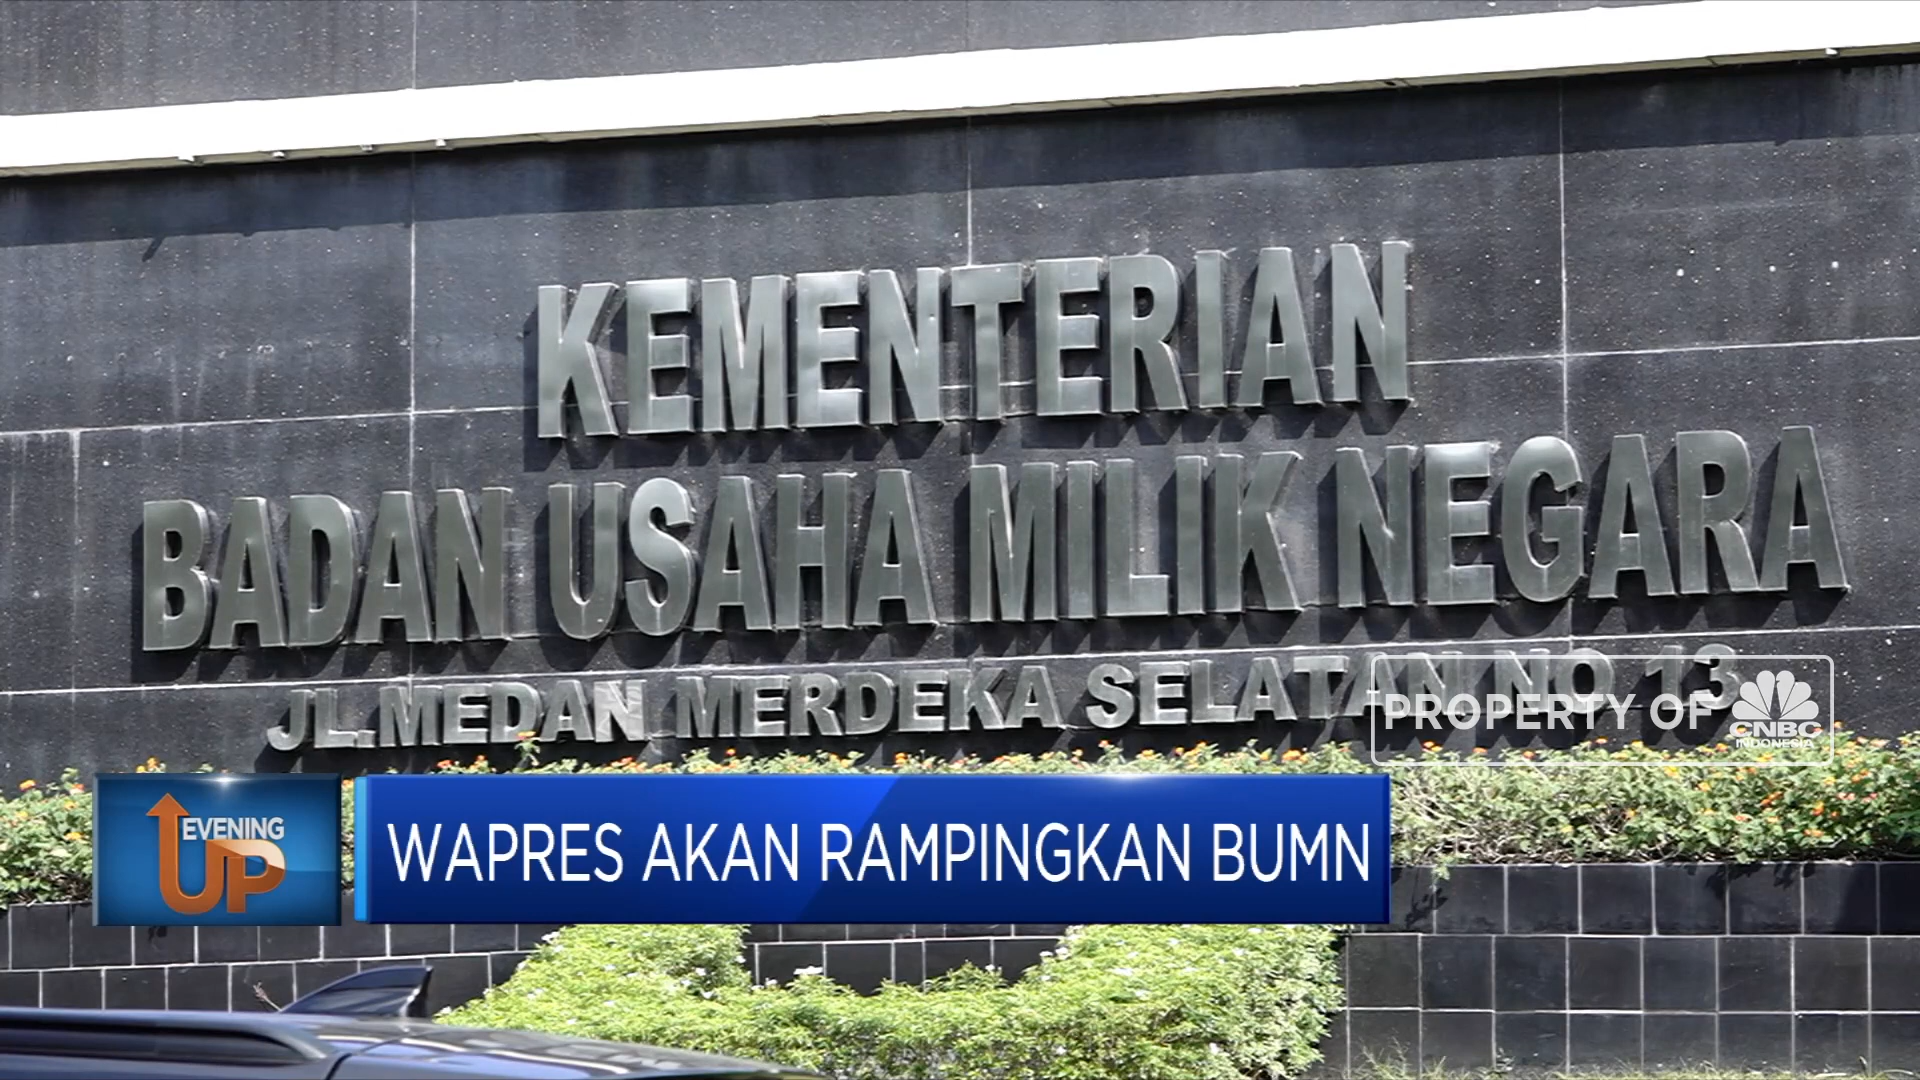 KEMENTERIAN
BADAN USAHA MILIK NEGARA
JL.MEDAN MERDEKA SELATAN NO 13
PROPERTY OF CNBC INDONESIA
EVENING UP
WAPRES AKAN RAMPINGKAN BUMN